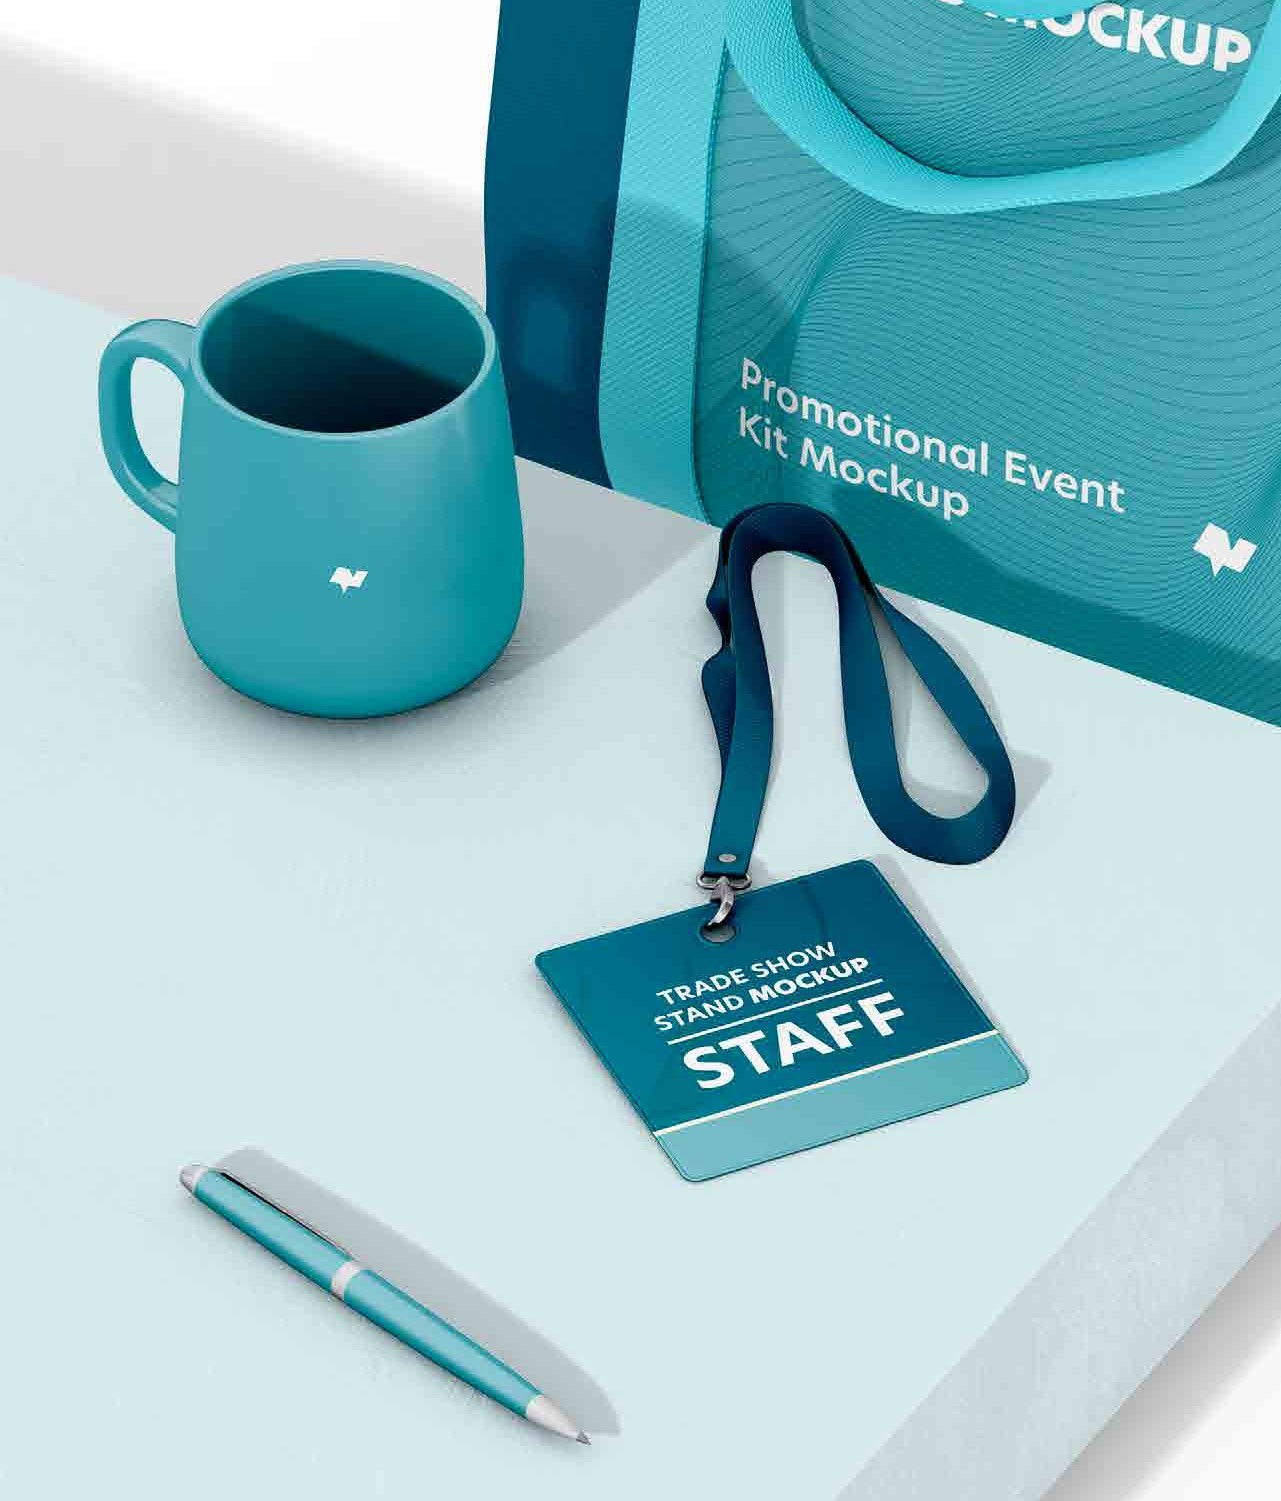 MOCKUP
Promotional Event
Kit Mockup
TRADE SHOW
STAND MOCKUP
STAFF